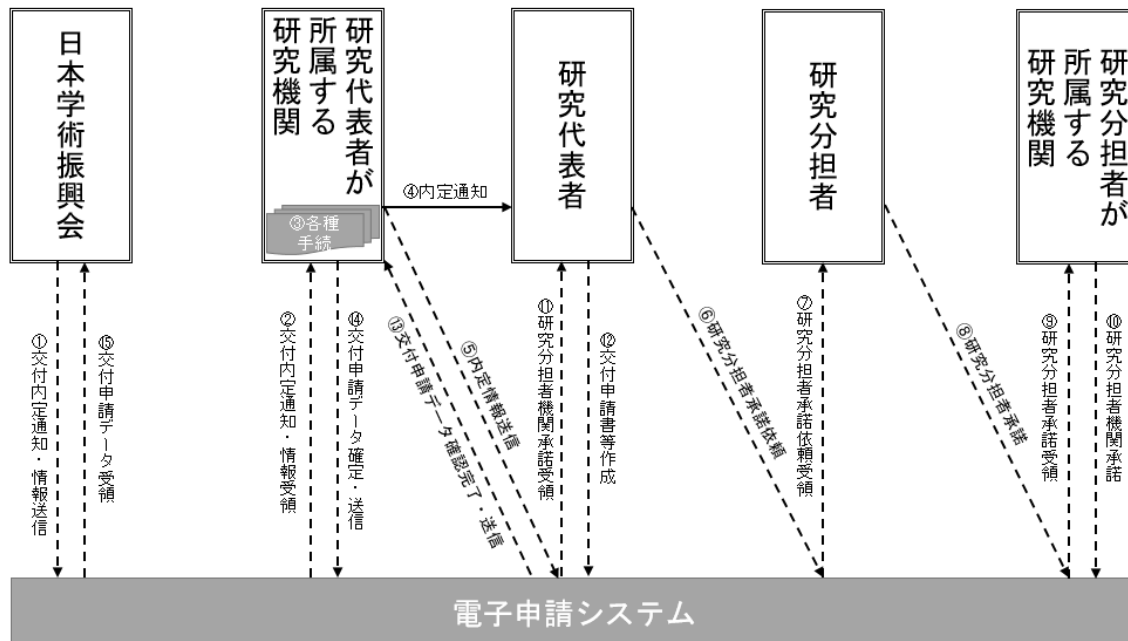 日本学術振興会
研究代表者が
所属する
研究機関
③各種
手続
研究代表者
研究分担者
研究分担者が
所属する
研究機関
④内定通知
①交付内定通知・情報送信
⑮交付申請データ受領
②交付内定通知・情報受領
⑭交付申請データ確定・送信
⑬交付申請データ確認完了・送信
⑤内定情報送信
⑪研究分担者機関承諾受領
⑫交付申請書等作成
⑥研究分担者承諾依頼
⑦研究分担者承諾依頼受領
⑧研究分担者承諾
⑨研究分担者承諾受領
⑩研究分担者機関承諾
電子申請システム